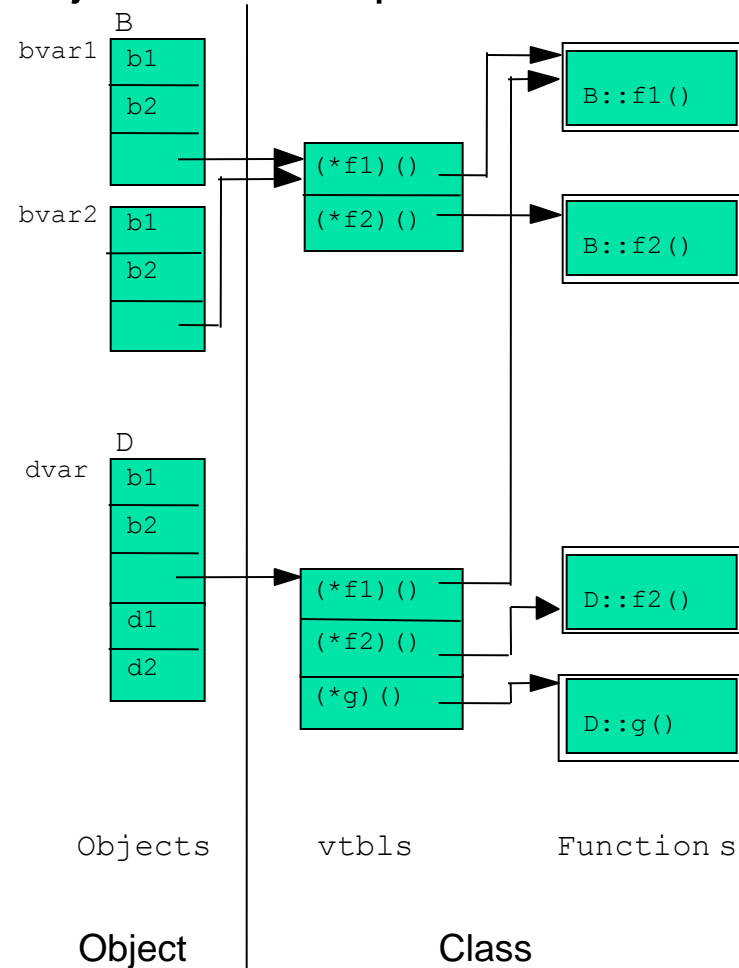 B
bvar1
b1
b2
(*f1)()
(*f2)()
B::f1()
B::f2()
bvar2
b1
b2
D
dvar
b1
b2
d1
d2
(*f1)()
(*f2)()
(*g)()
D::f2()
D::g()
Objects vtbls Function s
Object Class